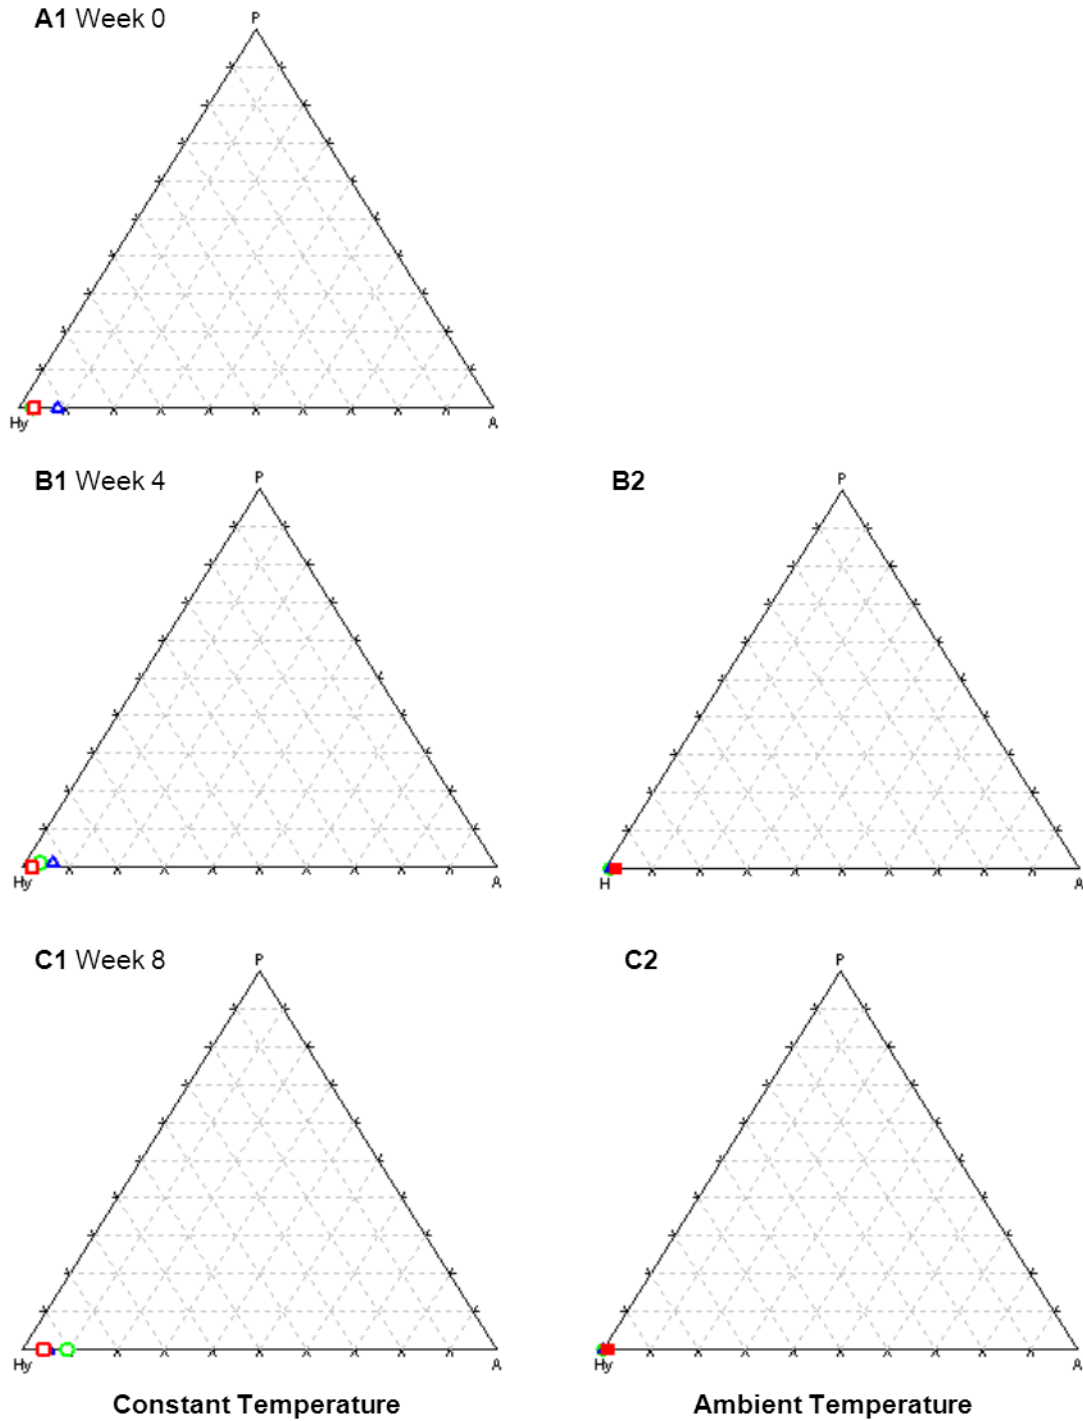 A1 Week 0
P
Hy
A
B1 Week 4
P
Hy
A
B2
P
H
A
C1 Week 8
P
Hy
A
C2
P
Hy
A
Constant Temperature
Ambient Temperature